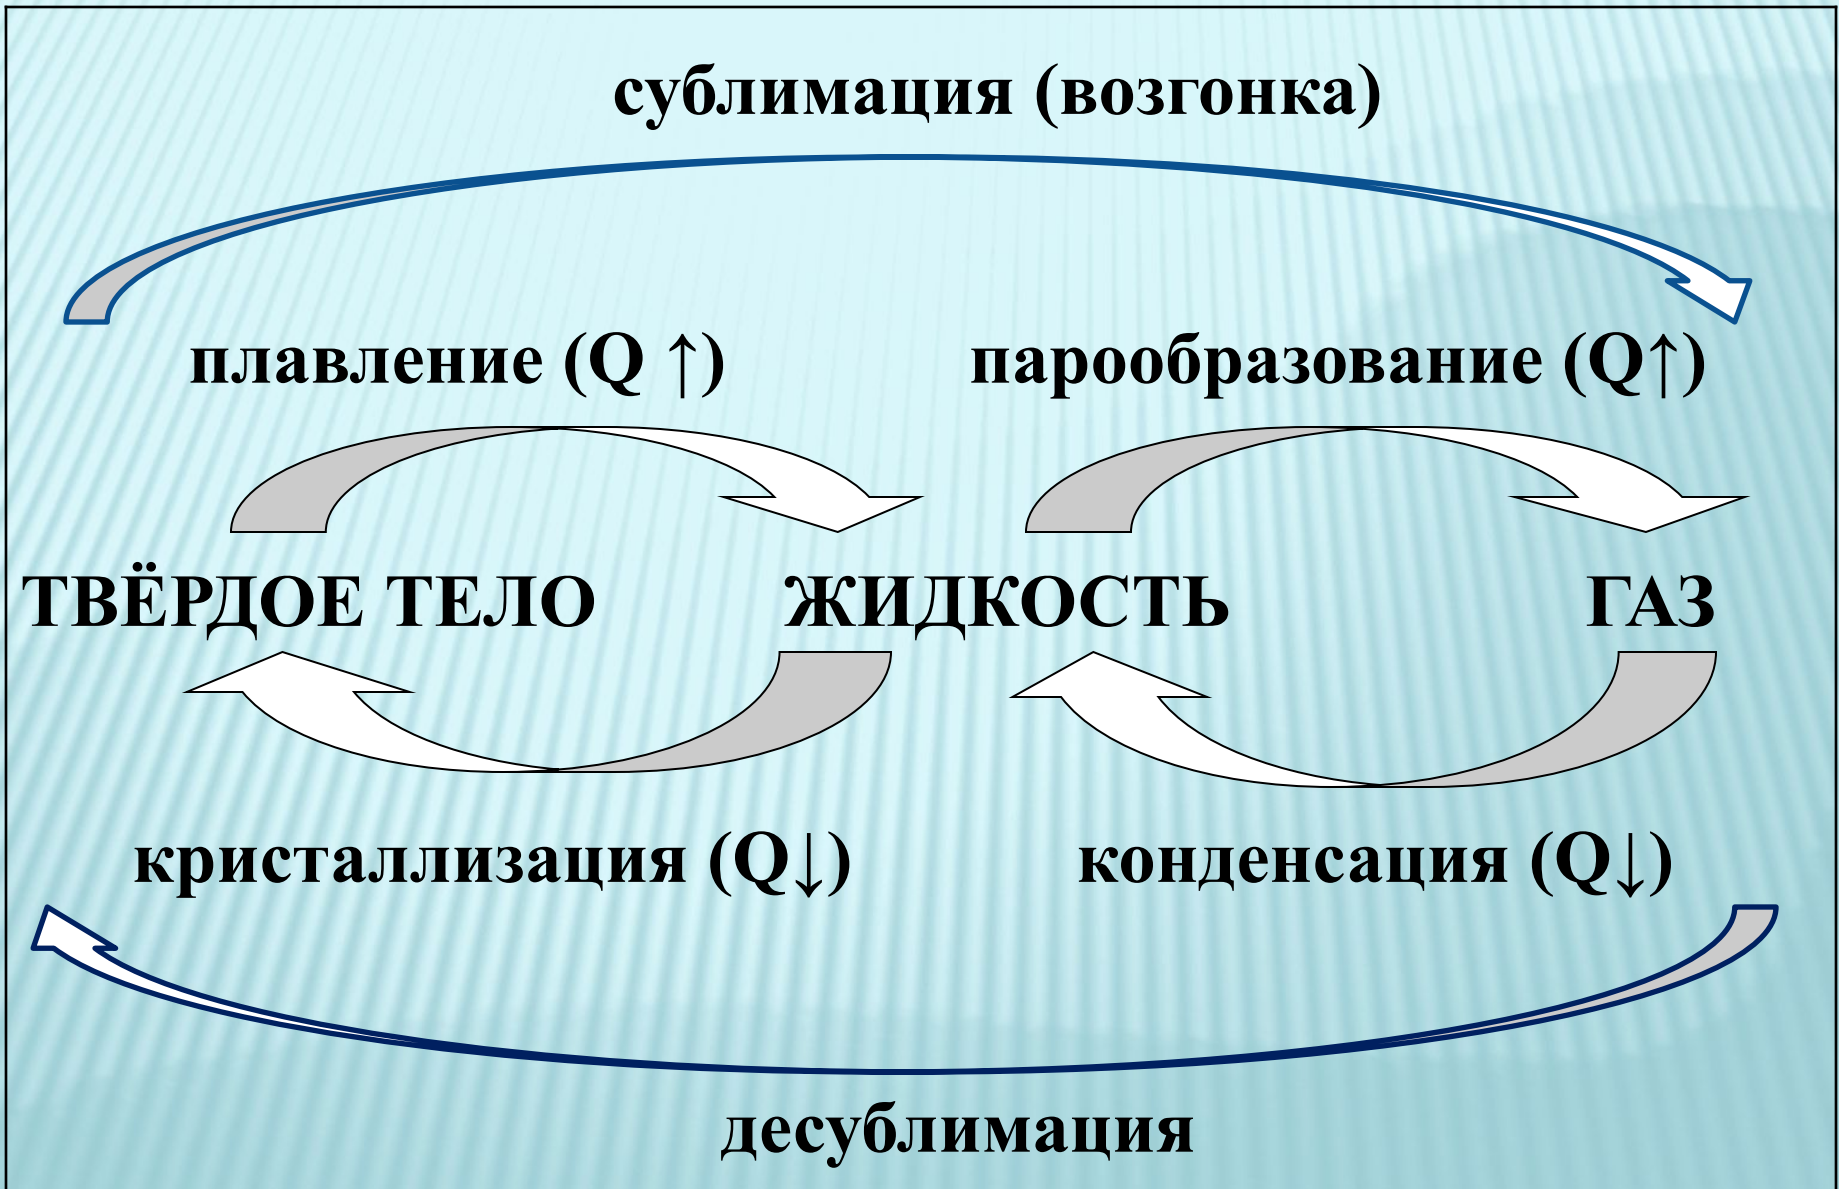 сублимация (возгонка)
плавление (Q ↑) парообразование (Q↑)
ТВЁРДОЕ ТЕЛО ЖИДКОСТЬ ГАЗ
кристаллизация (Q↓) конденсация (Q↓)
десублимация